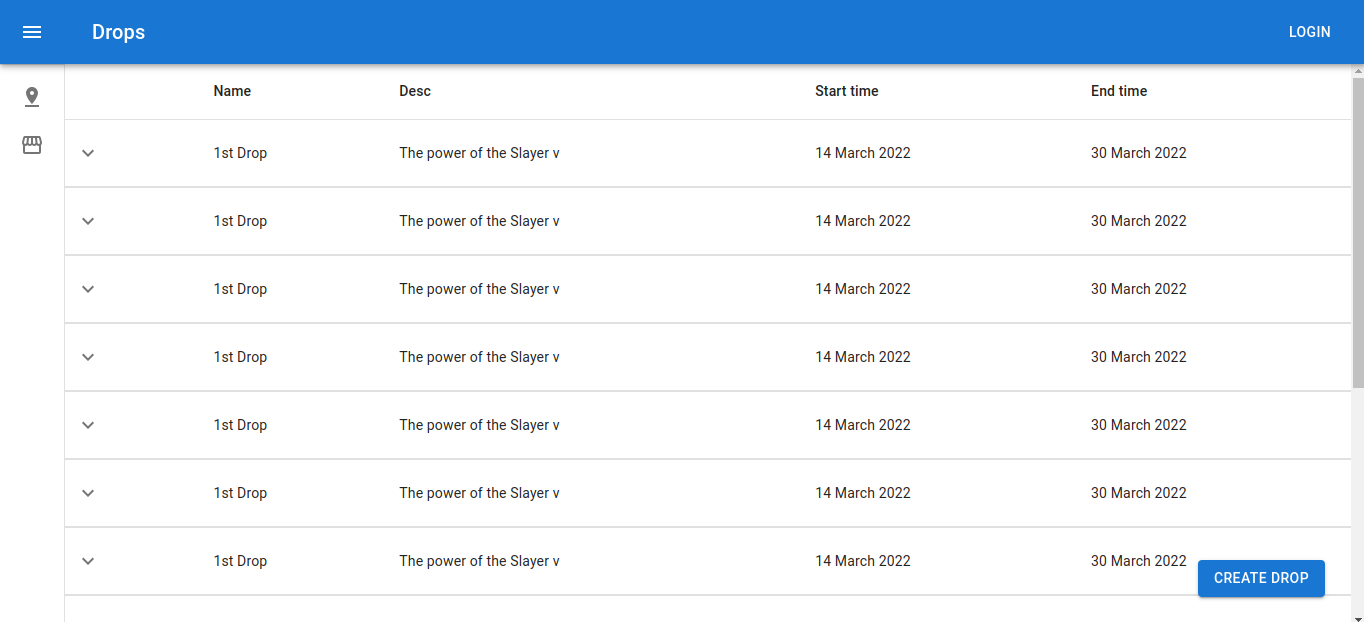 Drops LOGIN
Name Desc Start time End time
1st Drop The power of the Slayer v 14 March 2022 30 March 2022
1st Drop The power of the Slayer v 14 March 2022 30 March 2022
1st Drop The power of the Slayer v 14 March 2022 30 March 2022
1st Drop The power of the Slayer v 14 March 2022 30 March 2022
1st Drop The power of the Slayer v 14 March 2022 30 March 2022
1st Drop The power of the Slayer v 14 March 2022 30 March 2022
1st Drop The power of the Slayer v 14 March 2022 30 March 2022
CREATE DROP